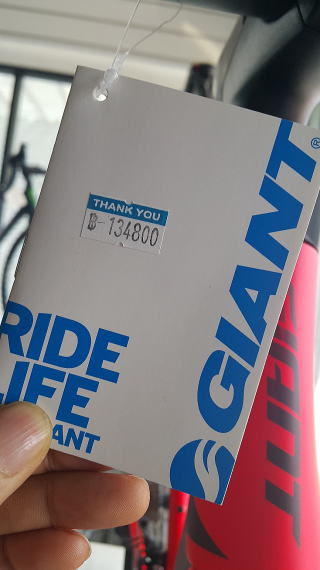 THANK YOU
฿-134800
GIANT®
RIDE
LIFE
GIANT